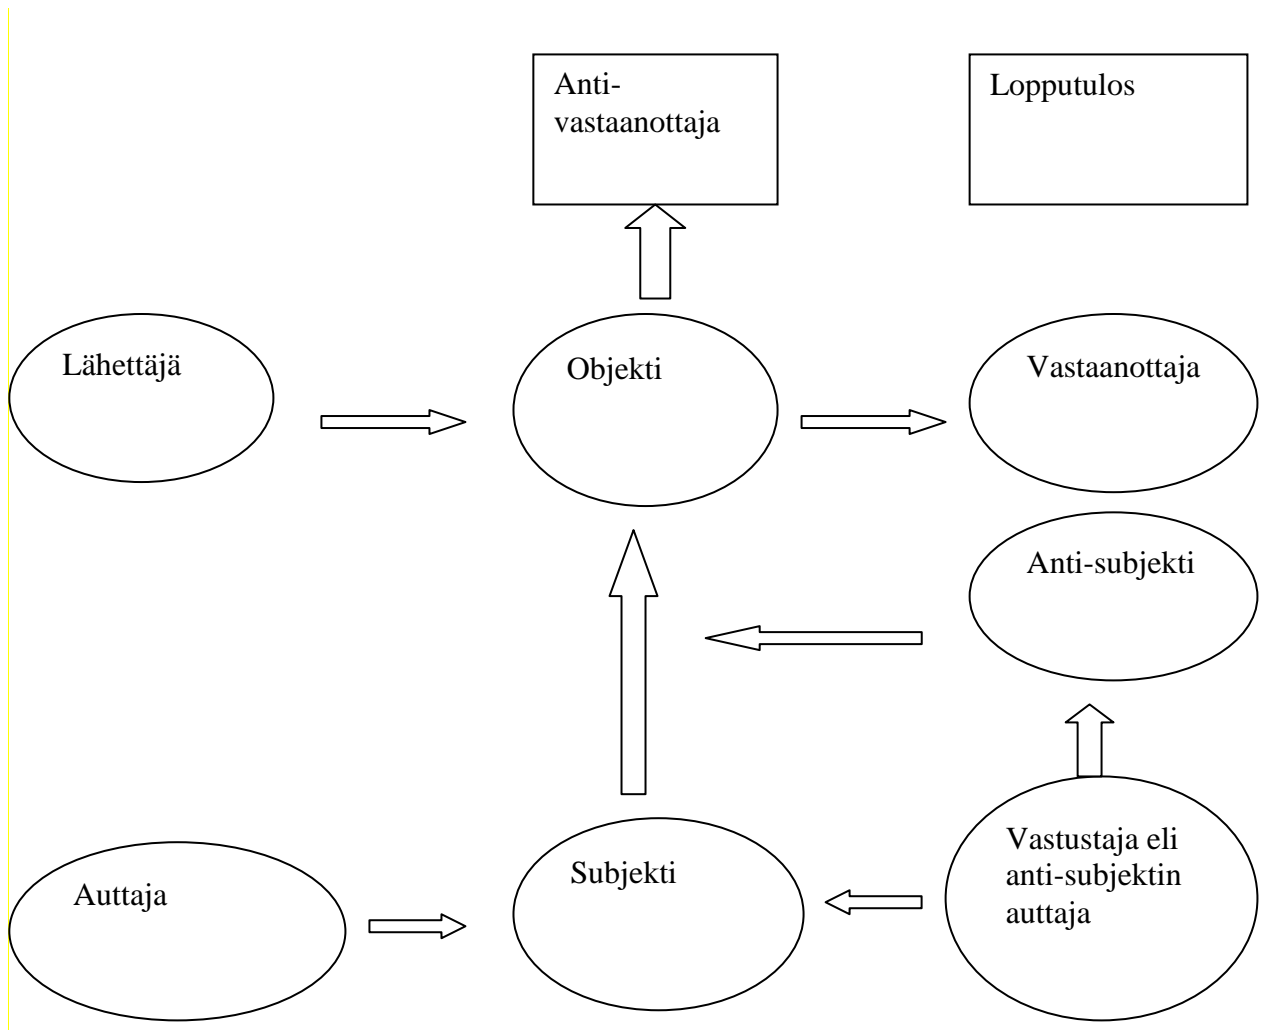 Anti-
vastaanottaja
Lopputulos
Lähettäjä
Objekti
Vastaanottaja
Anti-subjekti
Auttaja
Subjekti
Vastustaja eli
anti-subjektin
auttaja